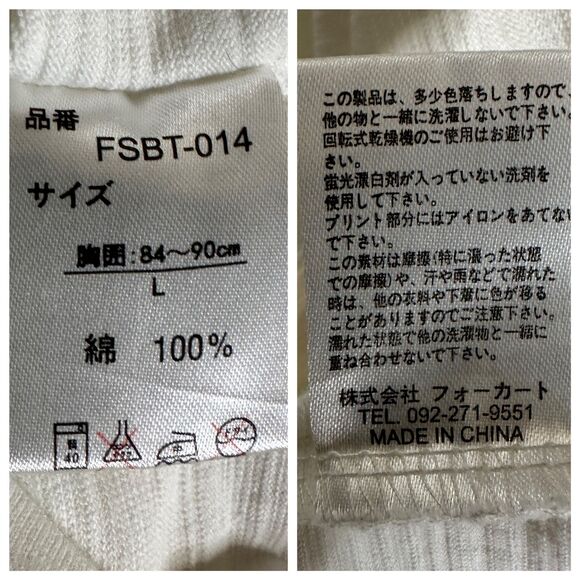 品番
FSBT-014
サイズ
胸囲:84～90cm
L
綿 100%
40
この製品は、多少色落ちしますので、
他の物と一緒に洗濯しないで下さい。
回転式乾燥機のご使用はお避け下
さい。
蛍光漂白剤が入っていない洗剤を
使用して下さい。
プリント部分にはアイロンをあてない
で下さい。
この素材は摩擦(特に湿った状態
での摩擦)や、汗や雨などで濡れた
時は、他の衣料や下着に色が移る
ことがありますのでご注意下さい。
濡れた状態で他の洗濯物と一緒に
重ね合わせないで下さい。
株式会社 フォーカート
TEL. 092-271-9551
MADE IN CHINA